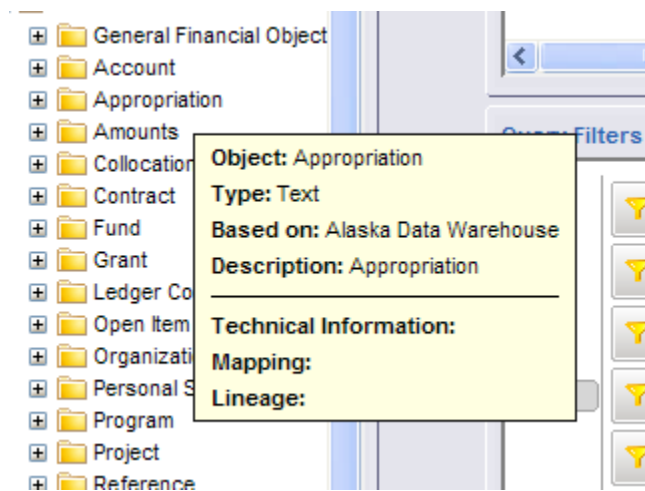 General Financial Object
Account
Appropriation
Amounts
Collocation
Contract
Fund
Grant
Ledger Co
Open Item
Organizati
Personal S
Program
Project
Reference
Object: Appropriation
Type: Text
Based on: Alaska Data Warehouse
Description: Appropriation
Technical Information:
Mapping:
Lineage:
Query Filters